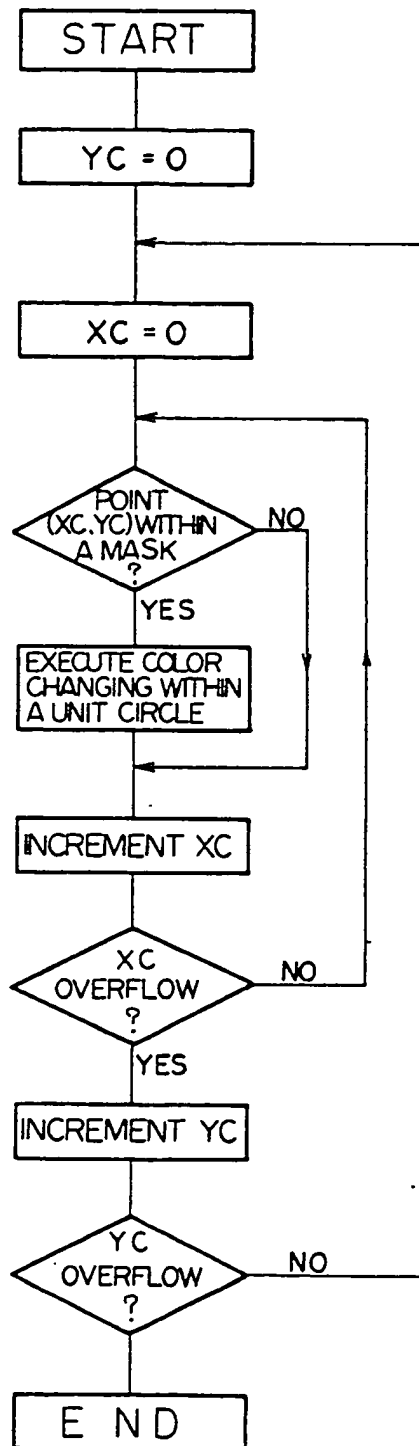 START
YC = 0
XC = 0
POINT
(XC.YC)WITHIN
A MASK
?
NO
YES
EXECUTE COLOR
CHANGING WITHIN
A UNIT CIRCLE
INCREMENT XC
XC
OVERFLOW
?
NO
YES
INCREMENT YC
YC
OVERFLOW
?
NO
END